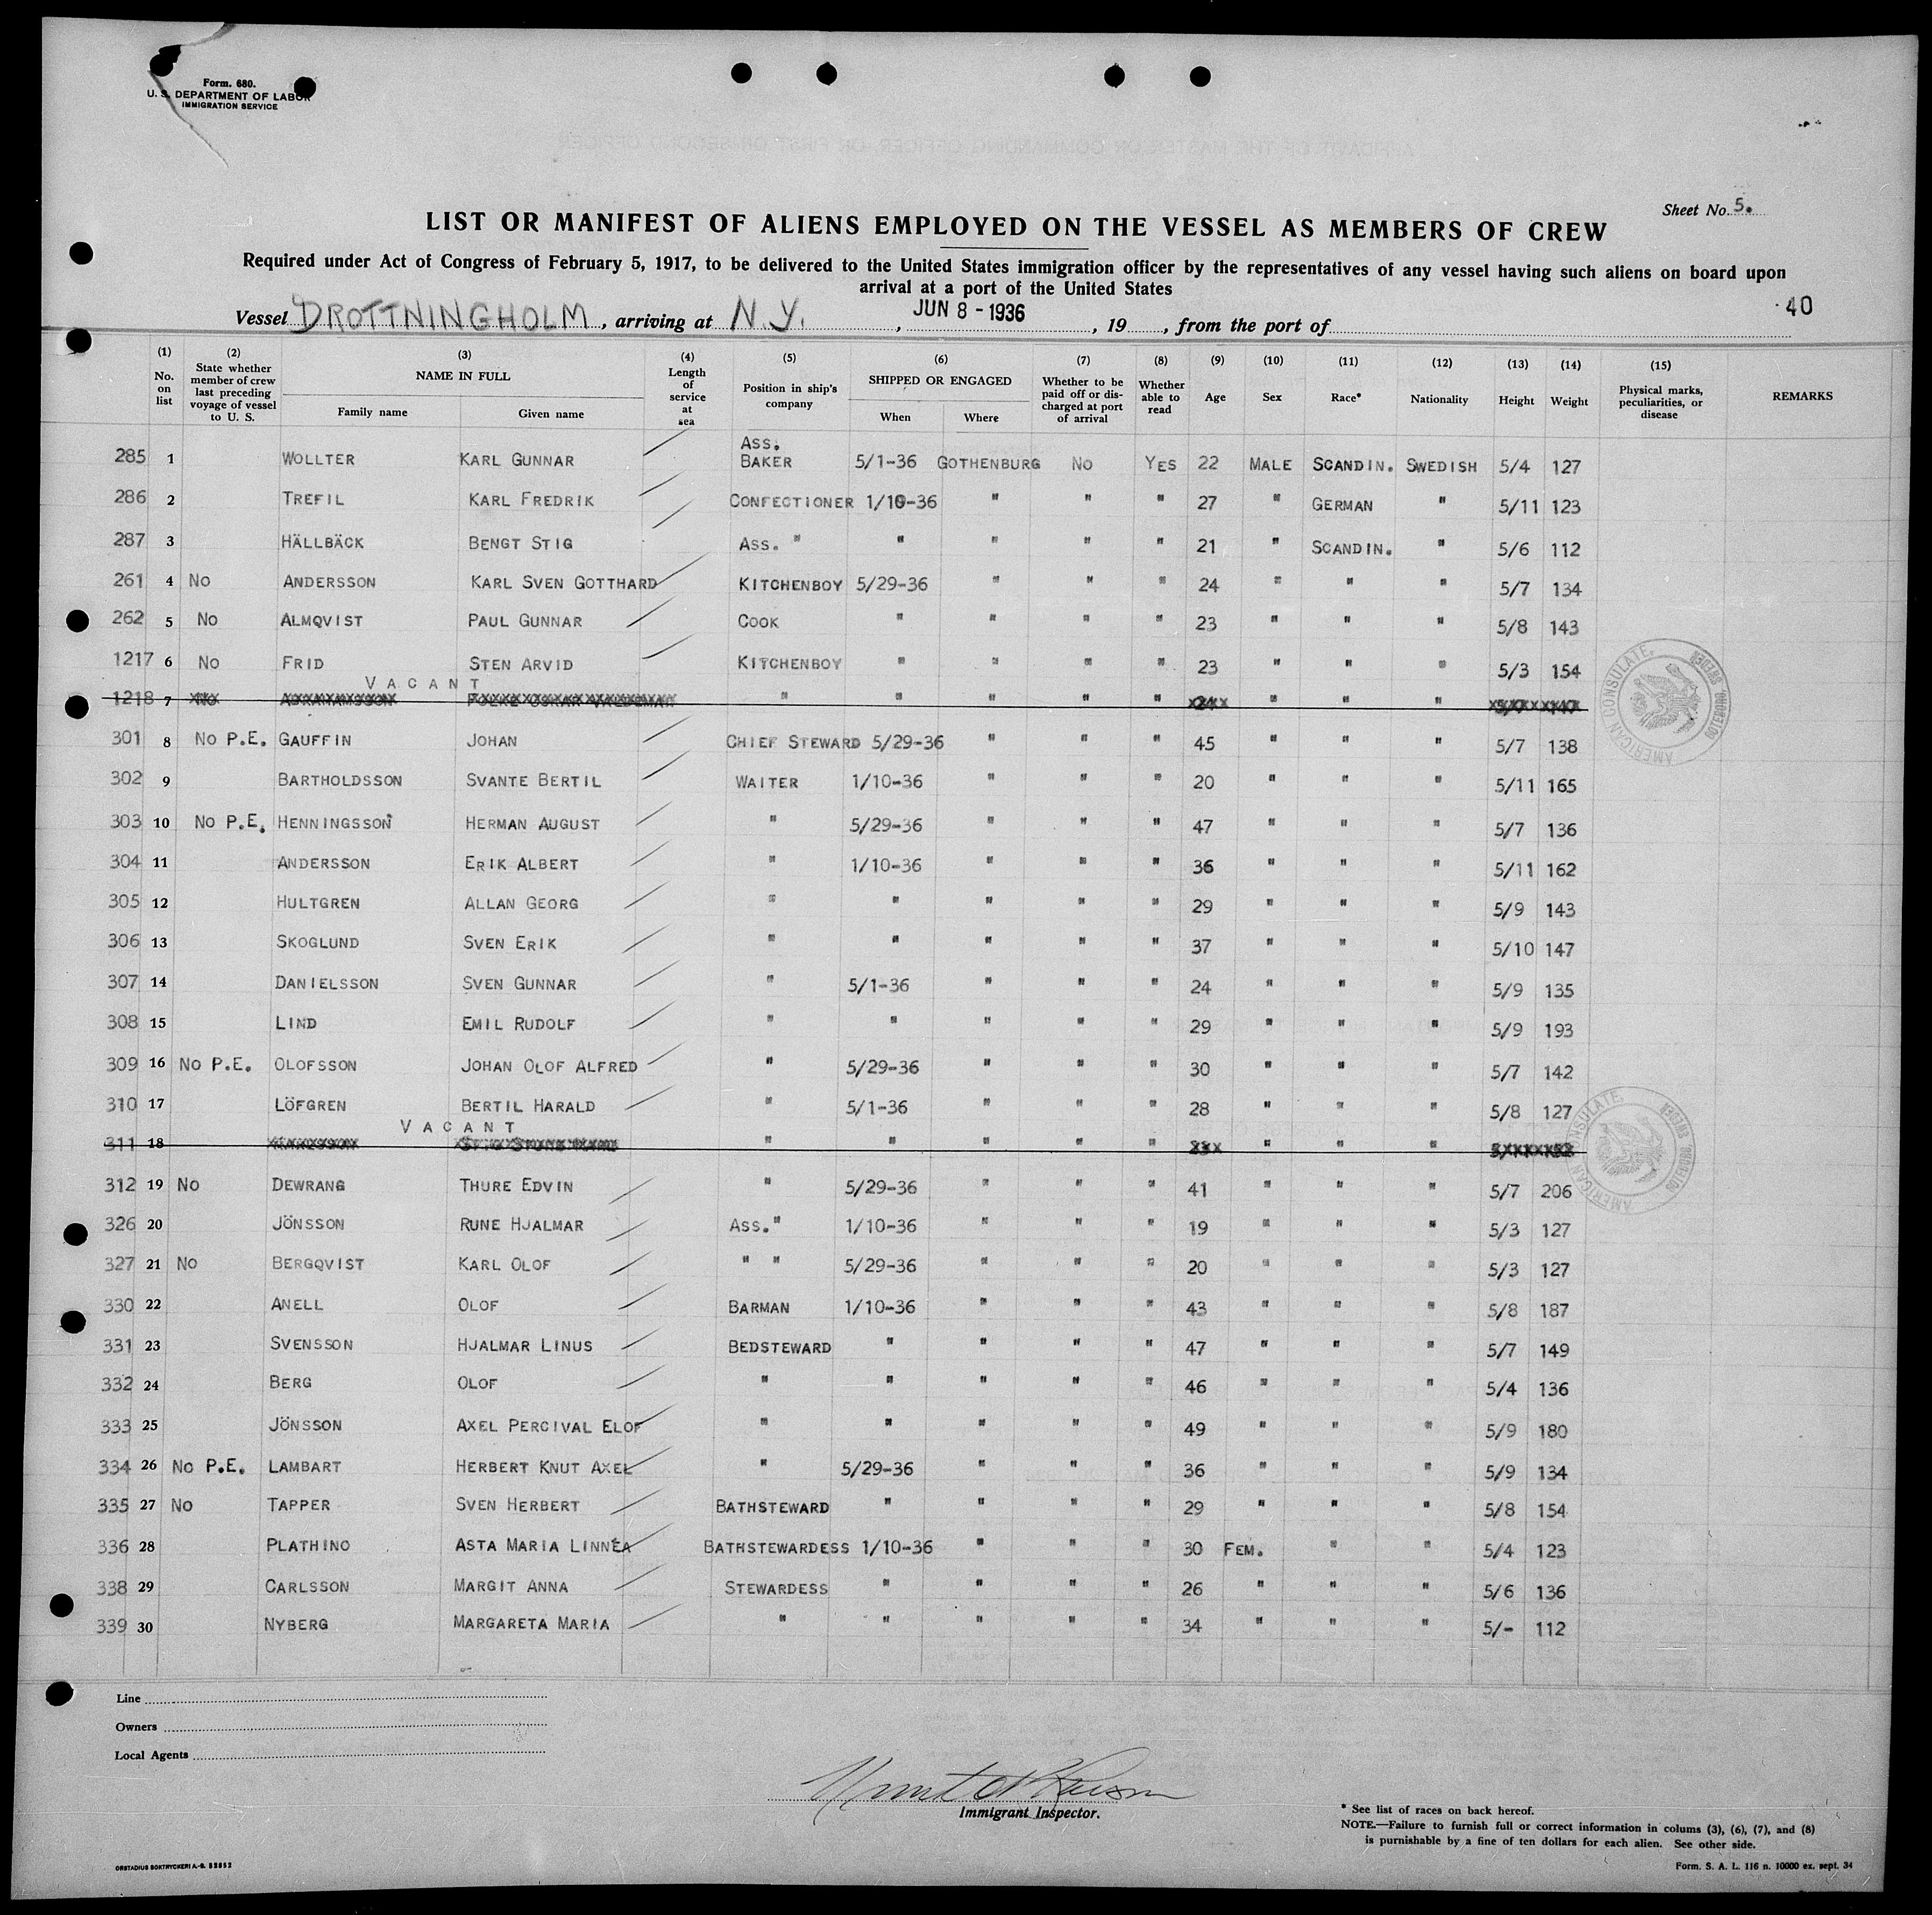 Form. 680.
U. S. DEPARTMENT OF LABOR
IMMIGRATION SERVICE
Sheet No. 5.
LIST OR MANIFEST OF ALIENS EMPLOYED ON THE VESSEL AS MEMBERS OF CREW
Required under Act of Congress of February 5, 1917, to be delivered to the United States immigration officer by the representatives of any vessel having such aliens on board upon
arrival at a port of the United States
40
Vessel DROTTNINGHOLM, arriving at N.Y., JUN 8 - 1936, 19, from the port of
(1) No. on list (2) State whether member of crew last preceding voyage of vessel to U. S. (3) NAME IN FULL Family name Given name (4) Length of service at sea (5) Position in ship's company (6) SHIPPED OR ENGAGED When Where (7) Whether to be paid off or discharged at port of arrival (8) Whether able to read (9) Age (10) Sex (11) Race* (12) Nationality (13) Height (14) Weight (15) Physical marks, peculiarities, or disease REMARKS
285 1 WOLLTER KARL GUNNAR ASS. BAKER 5/1-36 GOTHENBURG NO YES 22 MALE SCANDIN. SWEDISH 5/4 127
286 2 TREFIL KARL FREDRIK CONFECTIONER 1/10-36 " " " 27 " GERMAN " 5/11 123
287 3 HÄLLBÄCK BENGT STIG ASS. " " " " " 21 " SCANDIN. " 5/6 112
261 4 NO ANDERSSON KARL SVEN GOTTHARD KITCHENBOY 5/29-36 " " " 24 " " " 5/7 134
262 5 NO ALMQVIST PAUL GUNNAR COOK " " " " 23 " " " 5/8 143
1217 6 NO FRID STEN ARVID KITCHENBOY " " " " 23 " " " 5/3 154
VACANT
1218 7 " " " " " " " "
301 8 NO P.E. GAUFFIN JOHAN CHIEF STEWARD 5/29-36 " " " 45 " " " 5/7 138
302 9 BARTHOLDSSON SVANTE BERTIL WAITER 1/10-36 " " " 20 " " " 5/11 165
303 10 NO P.E. HENNINGSSON HERMAN AUGUST " 5/29-36 " " " 47 " " " 5/7 136
304 11 ANDERSSON ERIK ALBERT " 1/10-36 " " " 36 " " " 5/11 162
305 12 HULTGREN ALLAN GEORG " " " " " 29 " " " 5/9 143
306 13 SKOGLUND SVEN ERIK " " " " " 37 " " " 5/10 147
307 14 DANIELSSON SVEN GUNNAR " 5/1-36 " " " 24 " " " 5/9 135
308 15 LIND EMIL RUDOLF " " " " " 29 " " " 5/9 193
309 16 NO P.E. OLOFSSON JOHAN OLOF ALFRED " 5/29-36 " " " 30 " " " 5/7 142
310 17 LÖFGREN BERTIL HARALD " 5/1-36 " " " 28 " " " 5/8 127
VACANT
311 18 " " " " " " " "
312 19 NO DEWRANG THURE EDVIN " 5/29-36 " " " 41 " " " 5/7 206
326 20 JÖNSSON RUNE HJALMAR ASS. " 1/10-36 " " " 19 " " " 5/3 127
327 21 NO BERGQVIST KARL OLOF " " 5/29-36 " " " 20 " " " 5/3 127
330 22 ANELL OLOF BARMAN 1/10-36 " " " 43 " " " 5/8 187
331 23 SVENSSON HJALMAR LINUS BEDSTEWARD " " " " 47 " " " 5/7 149
332 24 BERG OLOF " " " " " 46 " " " 5/4 136
333 25 JÖNSSON AXEL PERCIVAL ELOF " " " " " 49 " " " 5/9 180
334 26 NO P.E. LAMBART HERBERT KNUT AXEL " 5/29-36 " " " 36 " " " 5/9 134
335 27 NO TAPPER SVEN HERBERT BATHSTEWARD " " " " 29 " " " 5/8 154
336 28 PLATHINO ASTA MARIA LINNÉA BATHSTEWARDESS 1/10-36 " " " 30 FEM. " " 5/4 123
338 29 CARLSSON MARGIT ANNA STEWARDESS " " " " 26 " " " 5/6 136
339 30 NYBERG MARGARETA MARIA " " " " " 34 " " " 5/- 112
AMERICAN CONSULATE, GOTEBORG, SWEDEN
AMERICAN CONSULATE, GOTEBORG, SWEDEN
Line
Owners
Local Agents
Immigrant Inspector.
* See list of races on back hereof.
NOTE.—Failure to furnish full or correct information in colums (3), (6), (7), and (8)
is punishable by a fine of ten dollars for each alien. See other side.
ORSTADIUS BOKTRYCKERI A.-B. 52852
Form. S. A. L. 116 n. 10000 ex. sept. 34